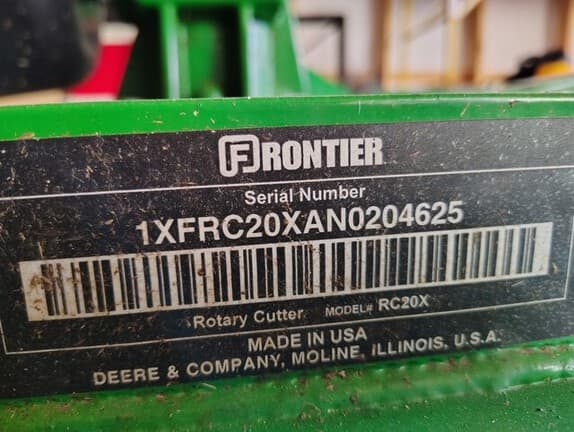 FRONTIER
Serial Number
1XFRC20XAN0204625
Rotary Cutter MODEL# RC20X
MADE IN USA
DEERE & COMPANY, MOLINE, ILLINOIS, U.S.A.